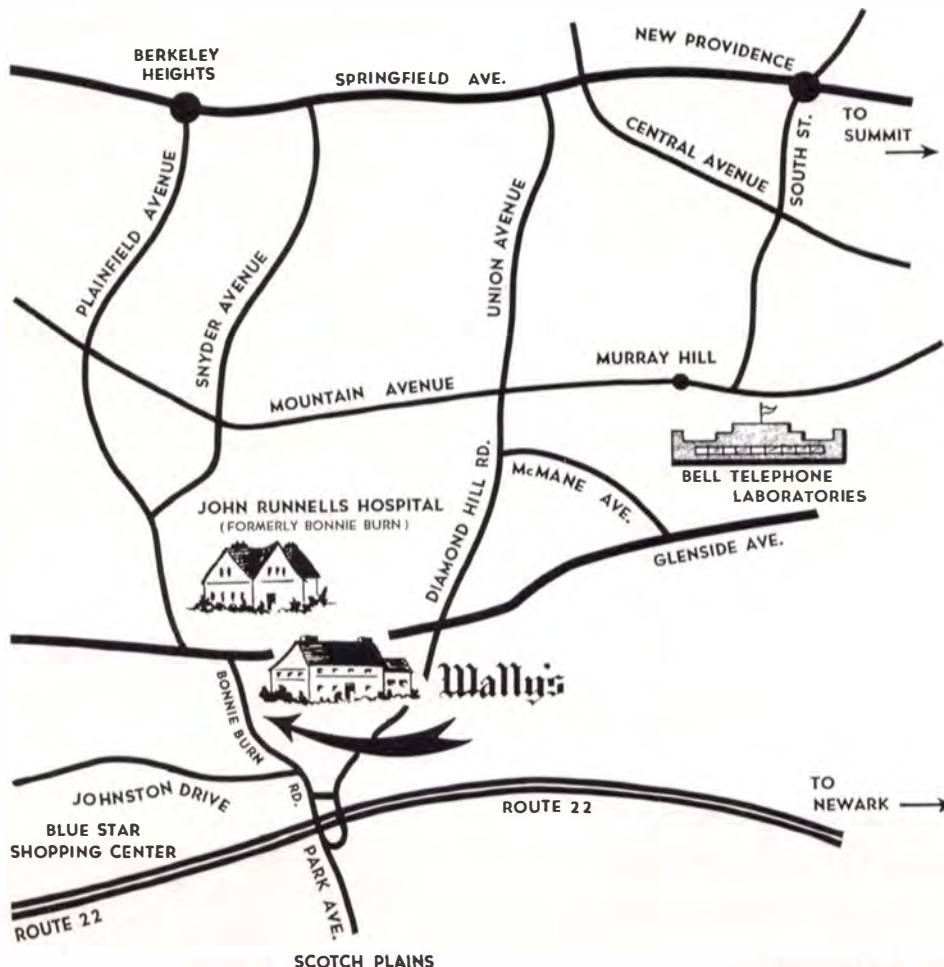 BERKELEY
HEIGHTS
SPRINGFIELD AVE.
NEW PROVIDENCE
TO
SUMMIT
CENTRAL AVENUE
SOUTH ST.
PLAINFIELD AVENUE
SNYDER AVENUE
UNION AVENUE
MURRAY HILL
MOUNTAIN AVENUE
BELL TELEPHONE
LABORATORIES
DIAMOND HILL RD.
McMANE AVE.
GLENSIDE AVE.
JOHN RUNNELLS HOSPITAL
(FORMERLY BONNIE BURN)
Wally's
BONNIE BURN
RD.
JOHNSTON DRIVE
TO
NEWARK
ROUTE 22
BLUE STAR
SHOPPING CENTER
PARK AVE.
ROUTE 22
SCOTCH PLAINS